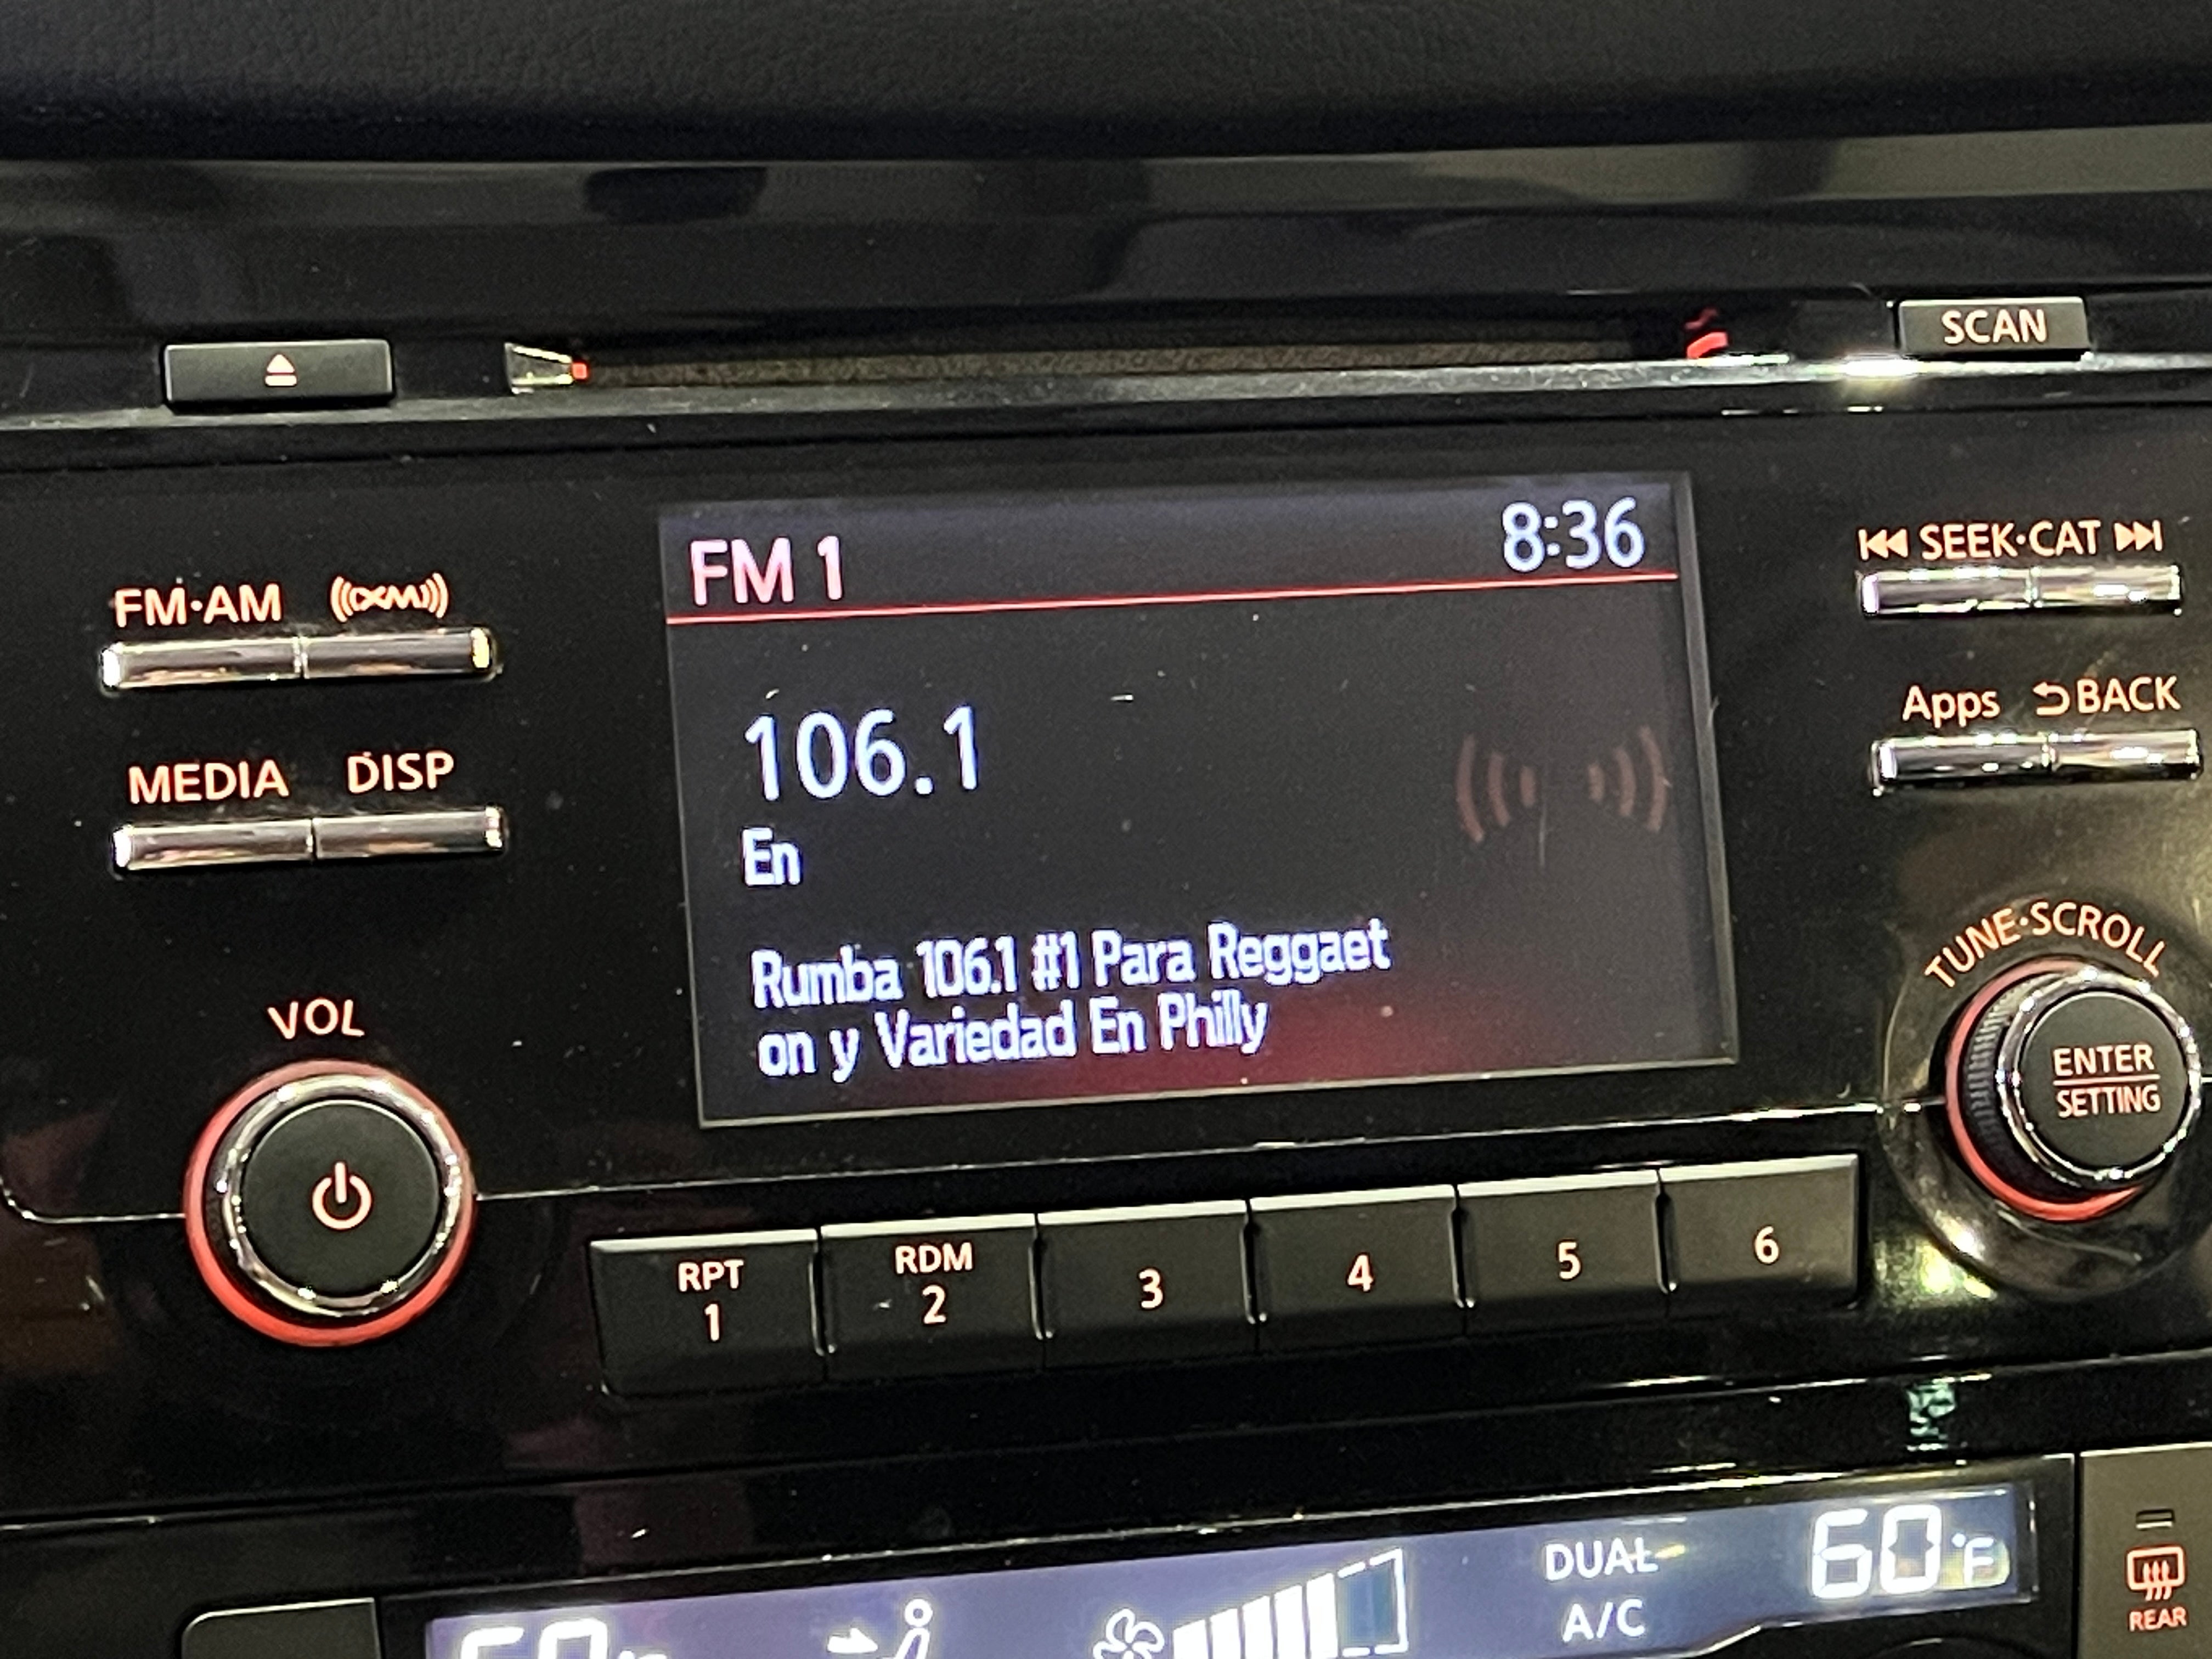 SCAN
FM·AM
XM
MEDIA
DISP
VOL
FM 1
8:36
106.1
En
Rumba 106.1 #1 Para Reggaet
on y Variedad En Philly
SEEK·CAT
Apps
BACK
TUNE·SCROLL
ENTER
SETTING
RPT
1
RDM
2
3
4
5
6
DUAL
A/C
60°F
REAR